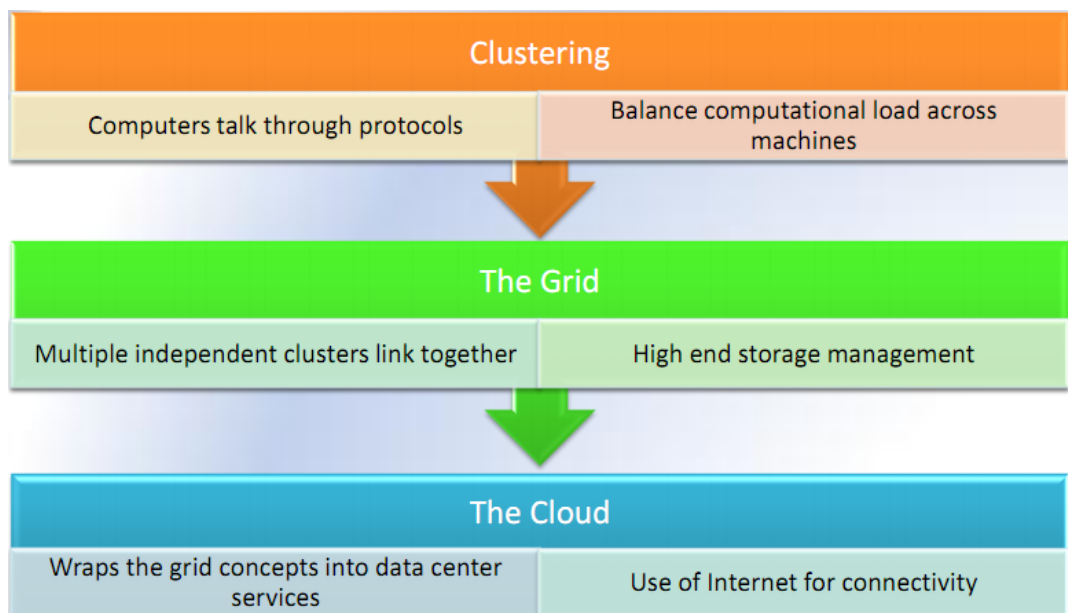 Clustering
Computers talk through protocols
Balance computational load across
machines
The Grid
Multiple independent clusters link together
High end storage management
The Cloud
Wraps the grid concepts into data center
services
Use of Internet for connectivity